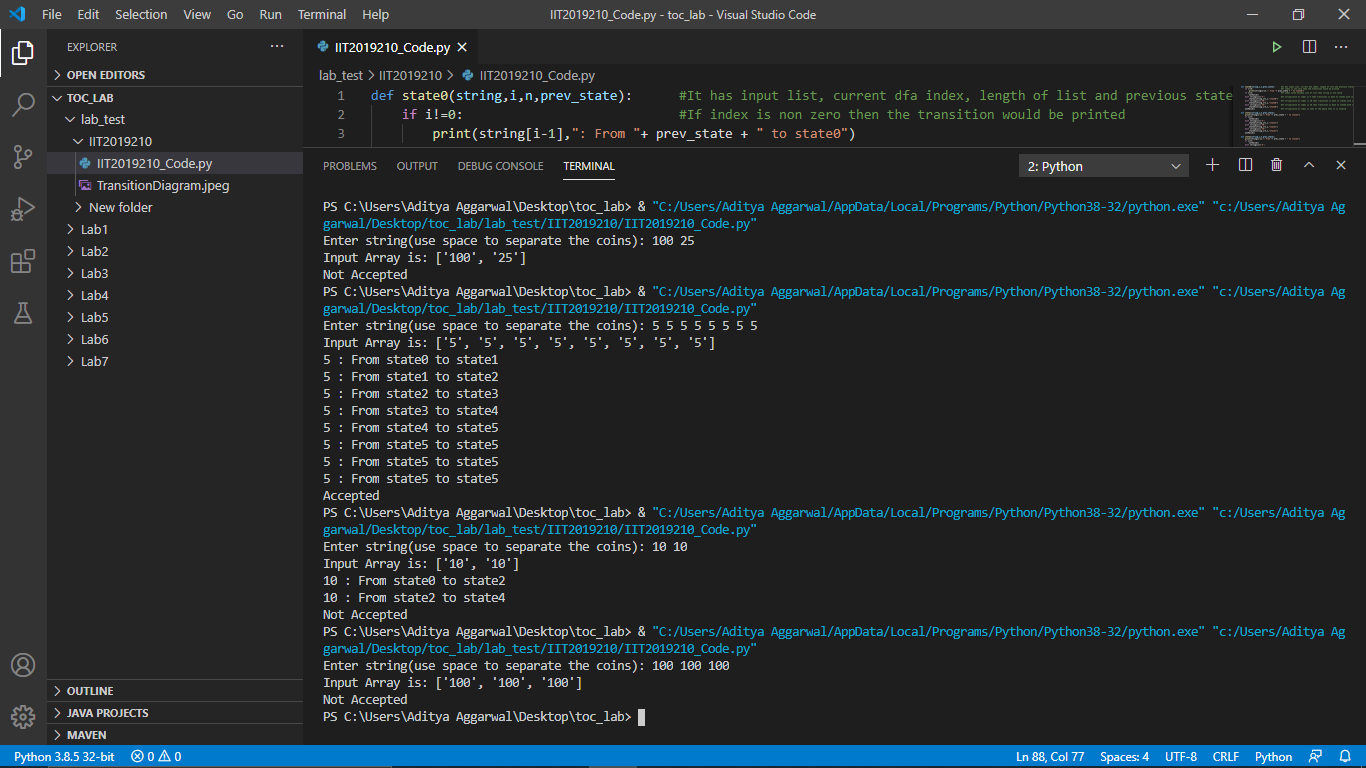 File Edit Selection View Go Run Terminal Help IIT2019210_Code.py - toc_lab - Visual Studio Code
EXPLORER
OPEN EDITORS
TOC_LAB
lab_test
IIT2019210
IIT2019210_Code.py
TransitionDiagram.jpeg
New folder
Lab1
Lab2
Lab3
Lab4
Lab5
Lab6
Lab7
OUTLINE
JAVA PROJECTS
MAVEN
IIT2019210_Code.py
lab_test > IIT2019210 > IIT2019210_Code.py
1 def state0(string,i,n,prev_state): #It has input list, current dfa index, length of list and previous state
2 if i!=0: #If index is non zero then the transition would be printed
3 print(string[i-1],": From "+ prev_state + " to state0")
PROBLEMS OUTPUT DEBUG CONSOLE TERMINAL 2: Python
PS C:\Users\Aditya Aggarwal\Desktop\toc_lab> & "C:/Users/Aditya Aggarwal/AppData/Local/Programs/Python/Python38-32/python.exe" "c:/Users/Aditya Ag
garwal/Desktop/toc_lab/lab_test/IIT2019210/IIT2019210_Code.py"
Enter string(use space to separate the coins): 100 25
Input Array is: ['100', '25']
Not Accepted
PS C:\Users\Aditya Aggarwal\Desktop\toc_lab> & "C:/Users/Aditya Aggarwal/AppData/Local/Programs/Python/Python38-32/python.exe" "c:/Users/Aditya Ag
garwal/Desktop/toc_lab/lab_test/IIT2019210/IIT2019210_Code.py"
Enter string(use space to separate the coins): 5 5 5 5 5 5 5 5
Input Array is: ['5', '5', '5', '5', '5', '5', '5', '5']
5 : From state0 to state1
5 : From state1 to state2
5 : From state2 to state3
5 : From state3 to state4
5 : From state4 to state5
5 : From state5 to state5
5 : From state5 to state5
5 : From state5 to state5
Accepted
PS C:\Users\Aditya Aggarwal\Desktop\toc_lab> & "C:/Users/Aditya Aggarwal/AppData/Local/Programs/Python/Python38-32/python.exe" "c:/Users/Aditya Ag
garwal/Desktop/toc_lab/lab_test/IIT2019210/IIT2019210_Code.py"
Enter string(use space to separate the coins): 10 10
Input Array is: ['10', '10']
10 : From state0 to state2
10 : From state2 to state4
Not Accepted
PS C:\Users\Aditya Aggarwal\Desktop\toc_lab> & "C:/Users/Aditya Aggarwal/AppData/Local/Programs/Python/Python38-32/python.exe" "c:/Users/Aditya Ag
garwal/Desktop/toc_lab/lab_test/IIT2019210/IIT2019210_Code.py"
Enter string(use space to separate the coins): 100 100 100
Input Array is: ['100', '100', '100']
Not Accepted
PS C:\Users\Aditya Aggarwal\Desktop\toc_lab>
Python 3.8.5 32-bit 0 0 Ln 88, Col 77 Spaces: 4 UTF-8 CRLF Python